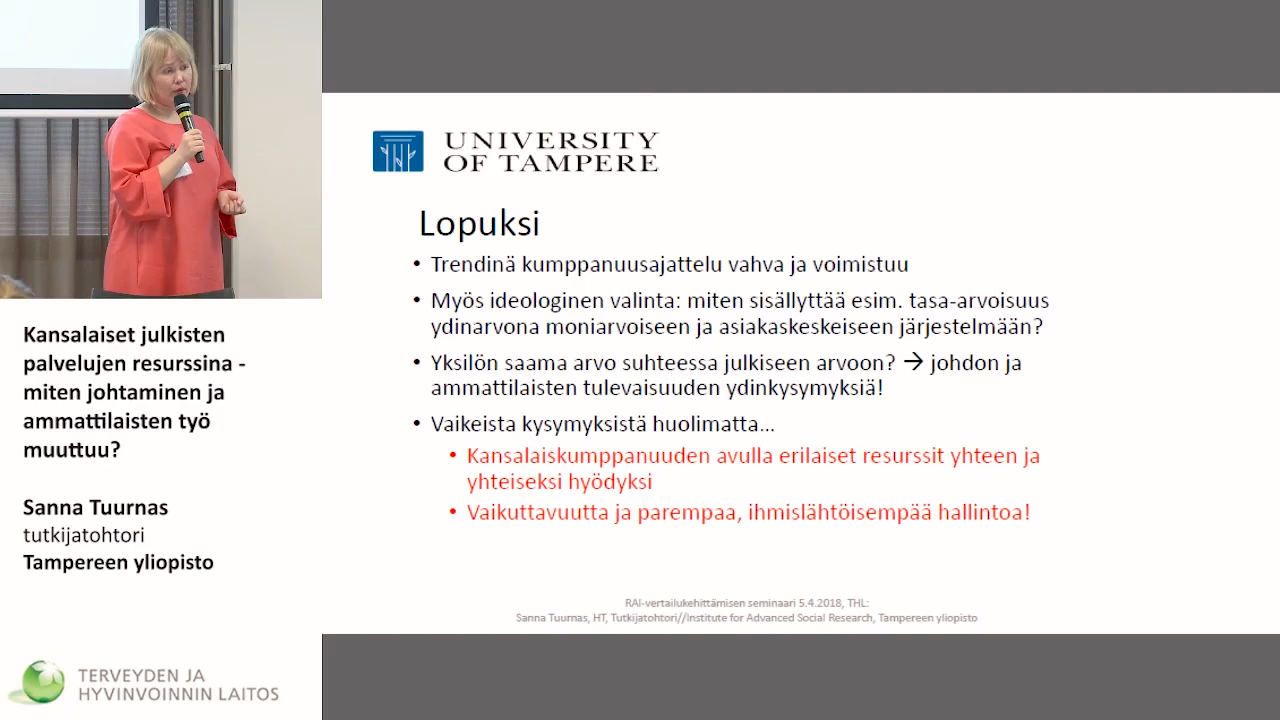 Kansalaiset julkisten
palvelujen resurssina -
miten johtaminen ja
ammattilaisten työ
muuttuu?
Sanna Tuurnas
tutkijatohtori
Tampereen yliopisto
TERVEYDEN JA
HYVINVOINNIN LAITOS
UNIVERSITY
OF TAMPERE
Lopuksi
• Trendinä kumppanuusajattelu vahva ja voimistuu
• Myös ideologinen valinta: miten sisällyttää esim. tasa-arvoisuus
ydinarvona moniarvoiseen ja asiakaskeskeiseen järjestelmään?
• Yksilön saama arvo suhteessa julkiseen arvoon? → johdon ja
ammattilaisten tulevaisuuden ydinkysymyksiä!
• Vaikeista kysymyksistä huolimatta...
• Kansalaiskumppanuuden avulla erilaiset resurssit yhteen ja
yhteiseksi hyödyksi
• Vaikuttavuutta ja parempaa, ihmislähtöisempää hallintoa!
RAI-vertailukehittämisen seminaari 5.4.2018, THL:
Sanna Tuurnas, HT, Tutkijatohtori//Institute for Advanced Social Research, Tampereen yliopisto